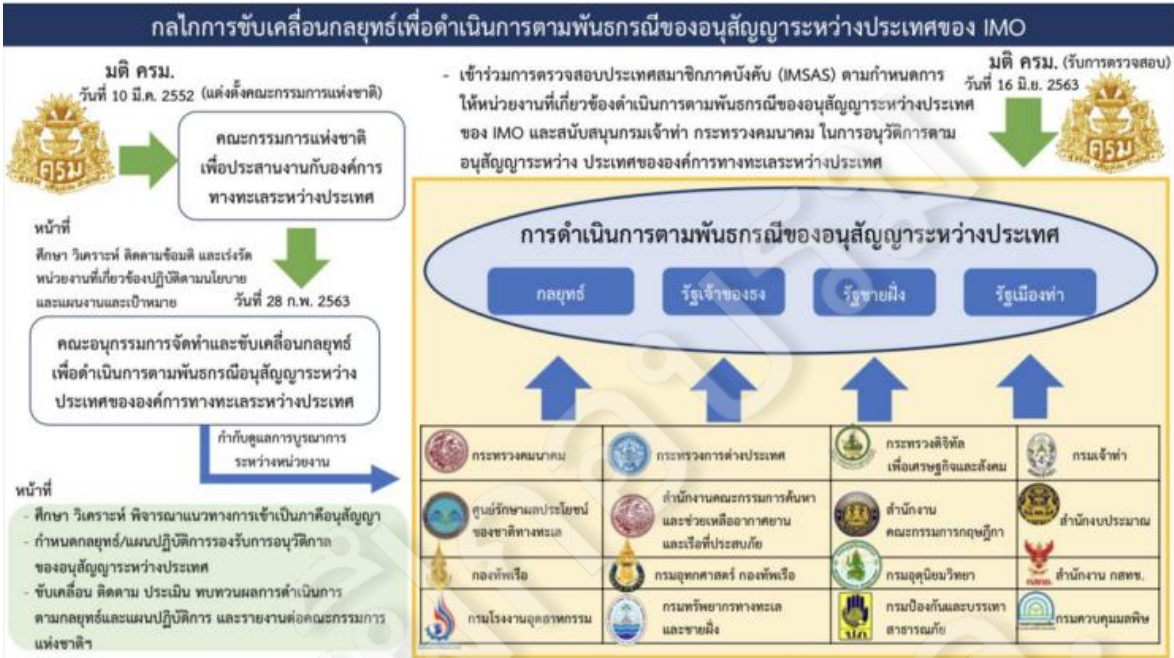 กลไกการขับเคลื่อนกลยุทธ์เพื่อดำเนินการตามพันธกรณีของอนุสัญญาระหว่างประเทศของ IMO
มติ ครม.
วันที่ 10 มี.ค. 2552 (แต่งตั้งคณะกรรมการแห่งชาติ)
ครม
คณะกรรมการแห่งชาติ
เพื่อประสานงานกับองค์การ
ทางทะเลระหว่างประเทศ
หน้าที่
ศึกษา วิเคราะห์ ติดตามข้อมติ และเร่งรัด
หน่วยงานที่เกี่ยวข้องปฏิบัติตามนโยบาย
และแผนงานและเป้าหมาย
วันที่ 28 ก.พ. 2563
คณะอนุกรรมการจัดทำและขับเคลื่อนกลยุทธ์
เพื่อดำเนินการตามพันธกรณีอนุสัญญาระหว่าง
ประเทศขององค์การทางทะเลระหว่างประเทศ
กำกับดูแลการบูรณาการ
ระหว่างหน่วยงาน
หน้าที่
- ศึกษา วิเคราะห์ พิจารณาแนวทางการเข้าเป็นภาคีอนุสัญญา
- กำหนดกลยุทธ์/แผนปฏิบัติการรองรับการอนุวัติกาล
ของอนุสัญญาระหว่างประเทศ
- ขับเคลื่อน ติดตาม ประเมิน ทบทวนผลการดำเนินการ
ตามกลยุทธ์และแผนปฏิบัติการ และรายงานต่อคณะกรรมการ
แห่งชาติฯ
- เข้าร่วมการตรวจสอบประเทศสมาชิกภาคบังคับ (IMSAS) ตามกำหนดการ
ให้หน่วยงานที่เกี่ยวข้องดำเนินการตามพันธกรณีของอนุสัญญาระหว่างประเทศ
ของ IMO และสนับสนุนกรมเจ้าท่า กระทรวงคมนาคม ในการอนุวัติการตาม
อนุสัญญาระหว่าง ประเทศขององค์การทางทะเลระหว่างประเทศ
มติ ครม. (รับการตรวจสอบ)
วันที่ 16 มิ.ย. 2563
ครม
การดำเนินการตามพันธกรณีของอนุสัญญาระหว่างประเทศ
กลยุทธ์
รัฐเจ้าของธง
รัฐชายฝั่ง
รัฐเมืองท่า
กระทรวงคมนาคม
กระทรวงการต่างประเทศ
กระทรวงดิจิทัล
เพื่อเศรษฐกิจและสังคม
กรมเจ้าท่า
ศูนย์รักษาผลประโยชน์
ของชาติทางทะเล
สำนักงานคณะกรรมการค้นหา
และช่วยเหลืออากาศยาน
และเรือที่ประสบภัย
สำนักงาน
คณะกรรมการกฤษฎีกา
สำนักงบประมาณ
กองทัพเรือ
กรมอุทกศาสตร์ กองทัพเรือ
กรมอุตุนิยมวิทยา
กสทช.
สำนักงาน กสทช.
กรมโรงงานอุตสาหกรรม
กรมทรัพยากรทางทะเล
และชายฝั่ง
ปภ
กรมป้องกันและบรรเทา
สาธารณภัย
กรมควบคุมมลพิษ